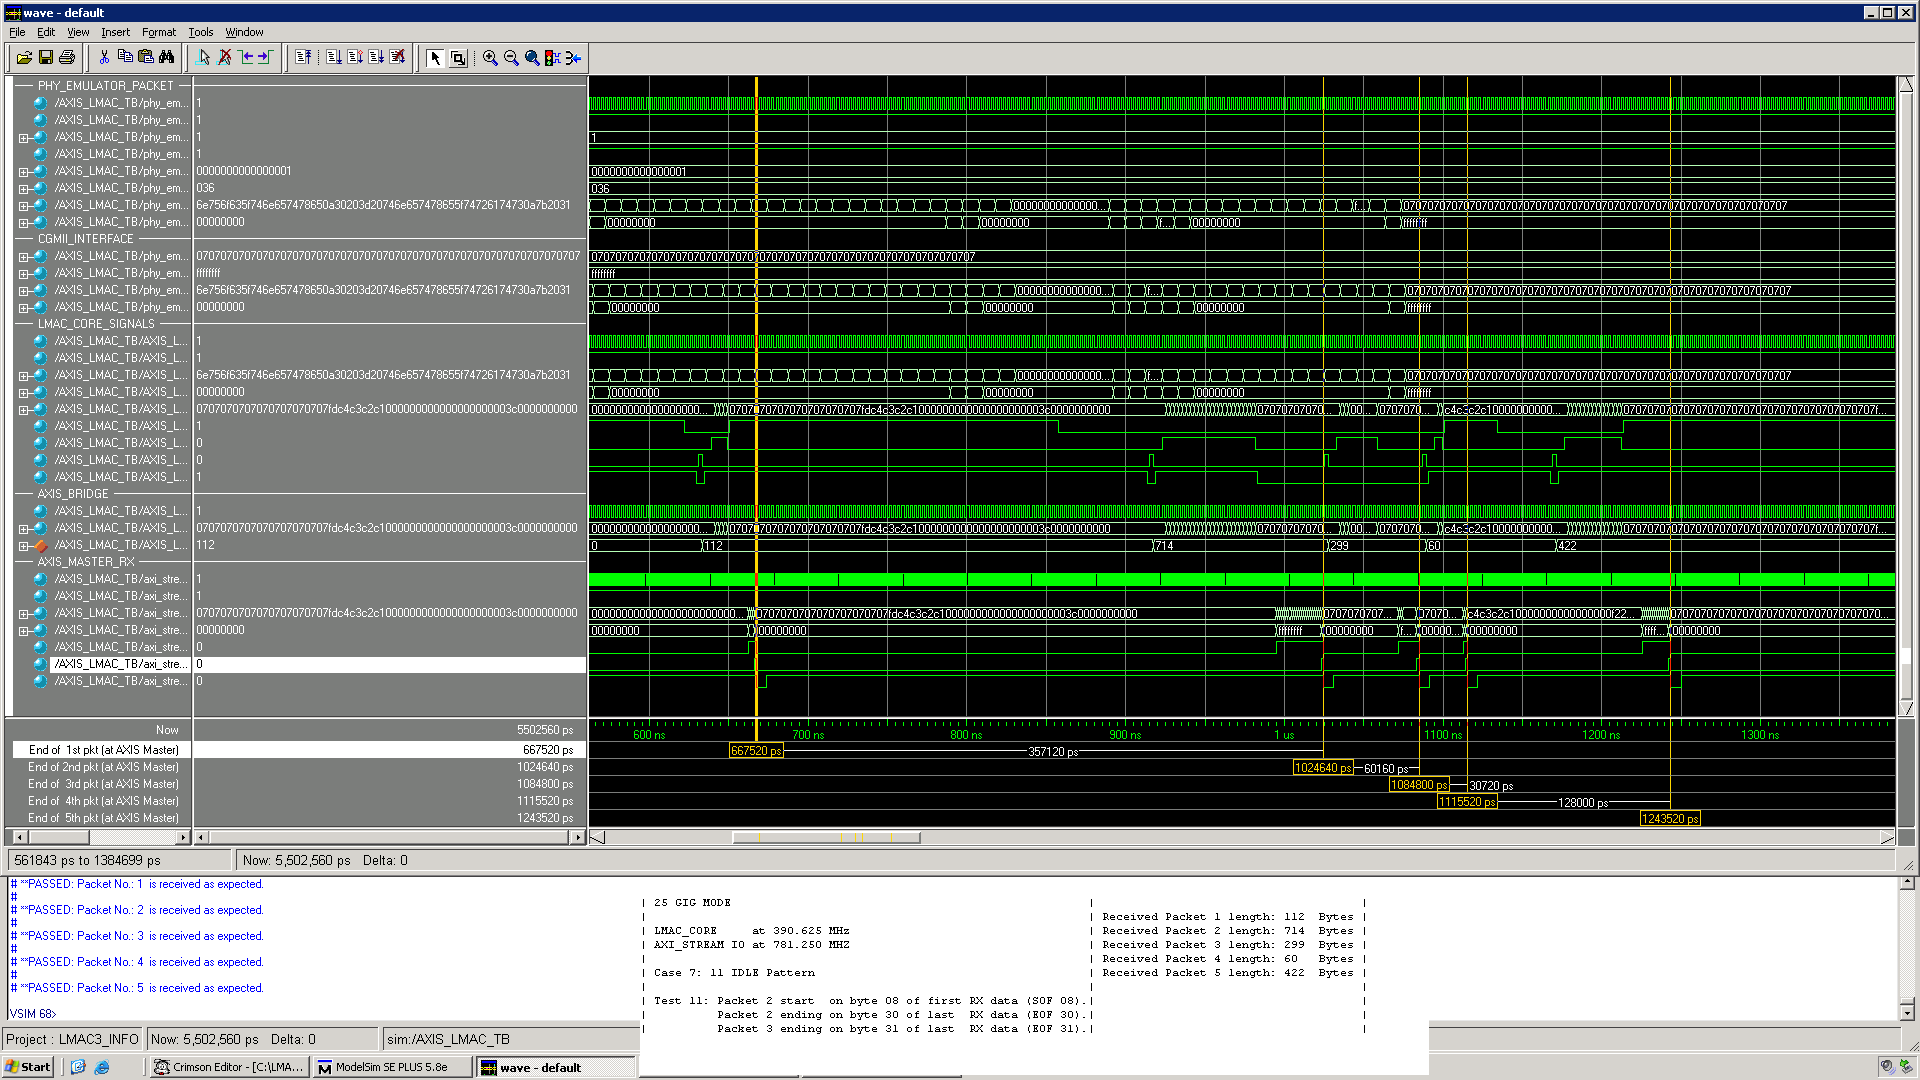 wave - default
File Edit View Insert Format Tools Window
PHY_EMULATOR_PACKET
/AXIS_LMAC_TB/phy_em... 1
/AXIS_LMAC_TB/phy_em... 1
/AXIS_LMAC_TB/phy_em... 1 1
/AXIS_LMAC_TB/phy_em... 1
/AXIS_LMAC_TB/phy_em... 0000000000000001 0000000000000001
/AXIS_LMAC_TB/phy_em... 036 036
/AXIS_LMAC_TB/phy_em... 6e756f635f746e657478650a30203d20746e657478655f74726174730a7b2031 00000000000000... f...
/AXIS_LMAC_TB/phy_em... 00000000 00000000 00000000 f... 00000000 ffffffff
CGMII_INTERFACE
/AXIS_LMAC_TB/phy_em... 0707070707070707070707070707070707070707070707070707070707070707
/AXIS_LMAC_TB/phy_em... ffffffff ffffffff
/AXIS_LMAC_TB/phy_em... 6e756f635f746e657478650a30203d20746e657478655f74726174730a7b2031 00000000000000... f...
/AXIS_LMAC_TB/phy_em... 00000000 00000000 00000000 00000000 ffffffff
LMAC_CORE_SIGNALS
/AXIS_LMAC_TB/AXIS_L... 1
/AXIS_LMAC_TB/AXIS_L... 1
/AXIS_LMAC_TB/AXIS_L... 6e756f635f746e657478650a30203d20746e657478655f74726174730a7b2031 00000000000000... f...
/AXIS_LMAC_TB/AXIS_L... 00000000 00000000 00000000 00000000 ffffffff
/AXIS_LMAC_TB/AXIS_L... 0707070707070707070707fdc4c3c2c1000000000000000000003c0000000000
/AXIS_LMAC_TB/AXIS_L... 1
/AXIS_LMAC_TB/AXIS_L... 0
/AXIS_LMAC_TB/AXIS_L... 0
/AXIS_LMAC_TB/AXIS_L... 1
AXIS_BRIDGE
/AXIS_LMAC_TB/AXIS_L... 1
/AXIS_LMAC_TB/AXIS_L... 0707070707070707070707fdc4c3c2c1000000000000000000003c0000000000
/AXIS_LMAC_TB/AXIS_L... 112 0 112 714 299 60 422
AXIS_MASTER_RX
/AXIS_LMAC_TB/axi_stre... 1
/AXIS_LMAC_TB/axi_stre... 1
/AXIS_LMAC_TB/axi_stre... 0707070707070707070707fdc4c3c2c1000000000000000000003c0000000000
/AXIS_LMAC_TB/axi_stre... 00000000 00000000 00000000 ffffffff 00000000 f... 00000... 00000000 ffff... 00000000
/AXIS_LMAC_TB/axi_stre... 0
/AXIS_LMAC_TB/axi_stre... 0
/AXIS_LMAC_TB/axi_stre... 0
Now 5502560 ps 600 ns 700 ns 800 ns 900 ns 1 us 1100 ns 1200 ns 1300 ns
End of 1st pkt (at AXIS Master) 667520 ps 667520 ps 357120 ps
End of 2nd pkt (at AXIS Master) 1024640 ps 1024640 ps 60160 ps
End of 3rd pkt (at AXIS Master) 1084800 ps 1084800 ps 30720 ps
End of 4th pkt (at AXIS Master) 1115520 ps 1115520 ps 128000 ps
End of 5th pkt (at AXIS Master) 1243520 ps 1243520 ps
561843 ps to 1384699 ps Now: 5,502,560 ps Delta: 0
# **PASSED: Packet No.: 1 is received as expected.
#
# **PASSED: Packet No.: 2 is received as expected.
#
# **PASSED: Packet No.: 3 is received as expected.
#
# **PASSED: Packet No.: 4 is received as expected.
#
# **PASSED: Packet No.: 5 is received as expected.
VSIM 68>
| 25 GIG MODE | |
| Received Packet 1 length: 112 Bytes |
| LMAC_CORE at 390.625 MHz | Received Packet 2 length: 714 Bytes |
| AXI_STREAM IO at 781.250 MHZ | Received Packet 3 length: 299 Bytes |
| Received Packet 4 length: 60 Bytes |
| Case 7: 11 IDLE Pattern | Received Packet 5 length: 422 Bytes |
| Test 11: Packet 2 start on byte 08 of first RX data (SOF 08).| |
| Packet 2 ending on byte 30 of last RX data (EOF 30).| |
| Packet 3 ending on byte 31 of last RX data (EOF 31).| |
Project : LMAC3_INFO Now: 5,502,560 ps Delta: 0 sim:/AXIS_LMAC_TB
Start Crimson Editor - [C:\LMA... ModelSim SE PLUS 5.8e wave - default